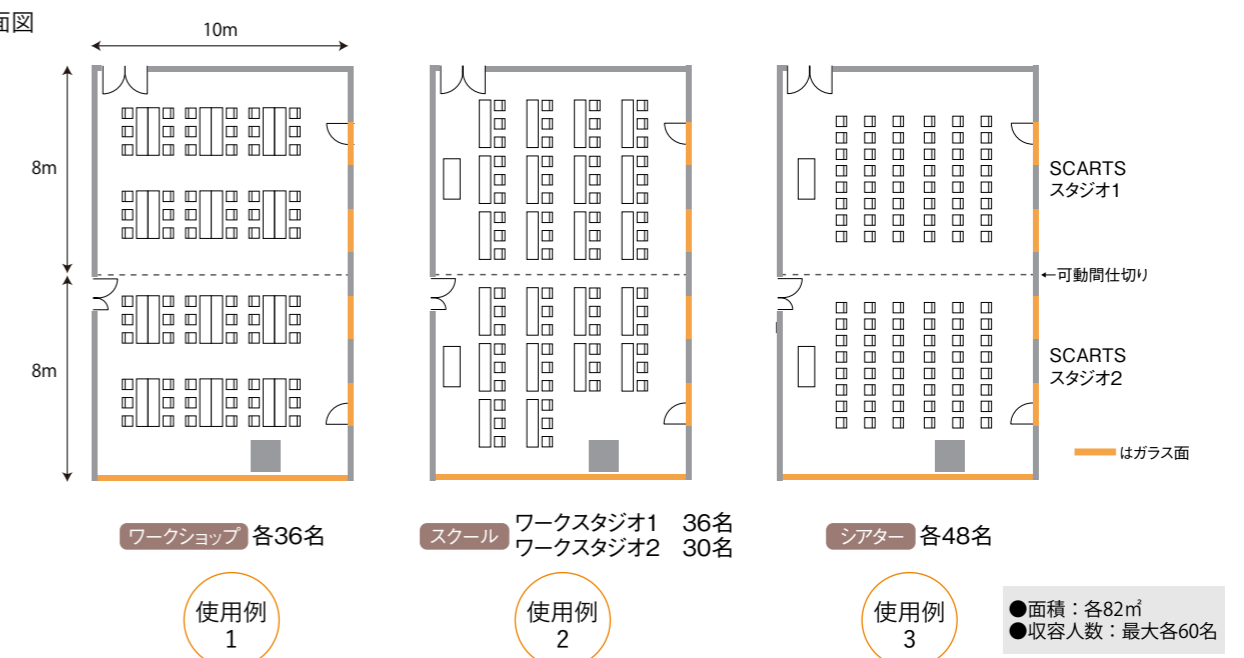 面図
10m
8m
8m
SCARTS
スタジオ1
←可動間仕切り
SCARTS
スタジオ2
はガラス面
ワークショップ 各36名
スクール ワークスタジオ1 36名
ワークスタジオ2 30名
シアター 各48名
使用例
1
使用例
2
使用例
3
●面積：各82㎡
●収容人数：最大各60名